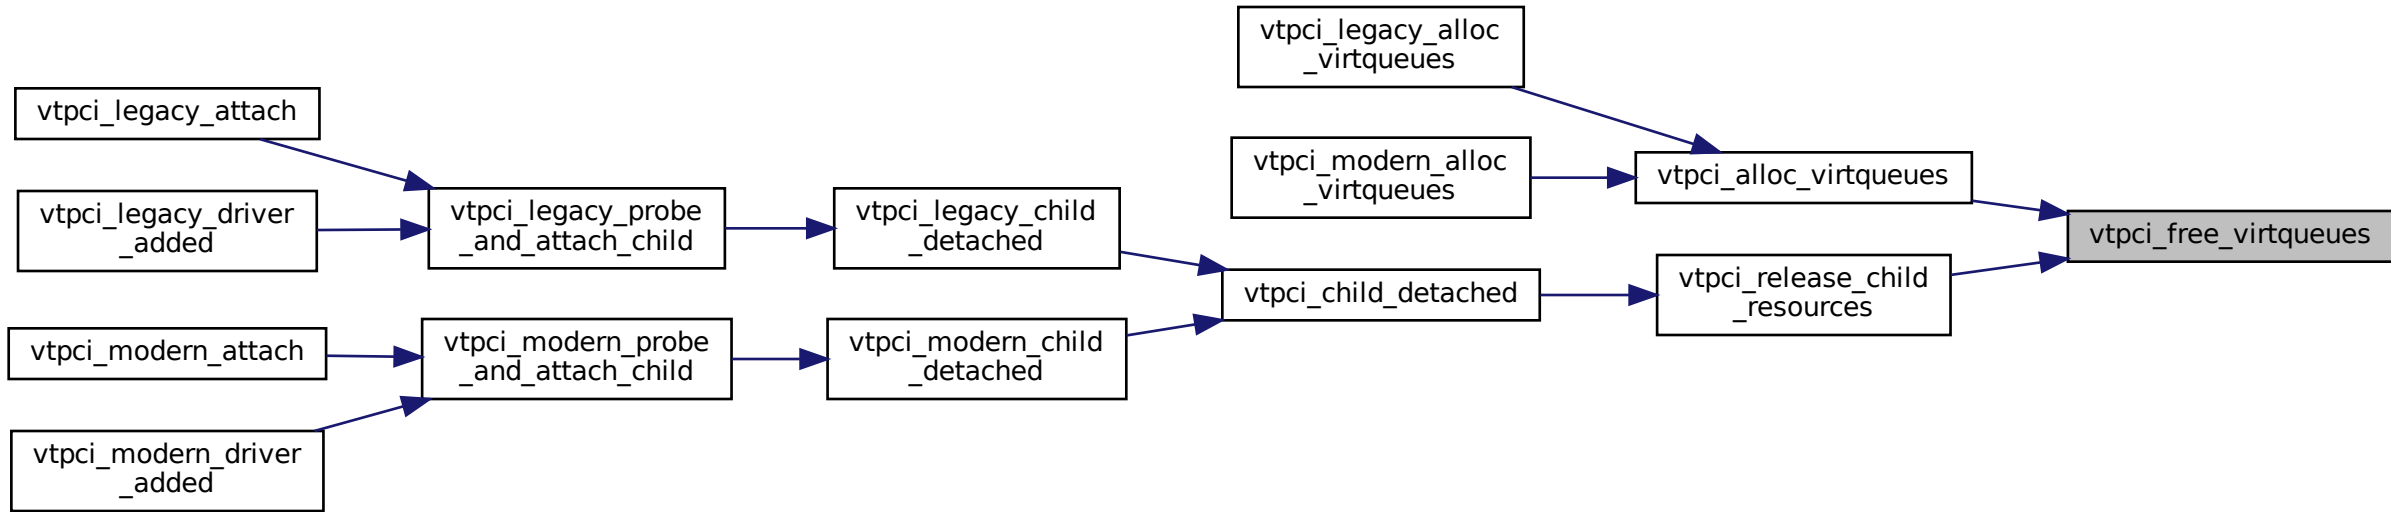 vtpci_legacy_attach
vtpci_legacy_driver
_added
vtpci_modern_attach
vtpci_modern_driver
_added
vtpci_legacy_probe
_and_attach_child
vtpci_modern_probe
_and_attach_child
vtpci_legacy_child
_detached
vtpci_modern_child
_detached
vtpci_legacy_alloc
_virtqueues
vtpci_modern_alloc
_virtqueues
vtpci_child_detached
vtpci_alloc_virtqueues
vtpci_release_child
_resources
vtpci_free_virtqueues